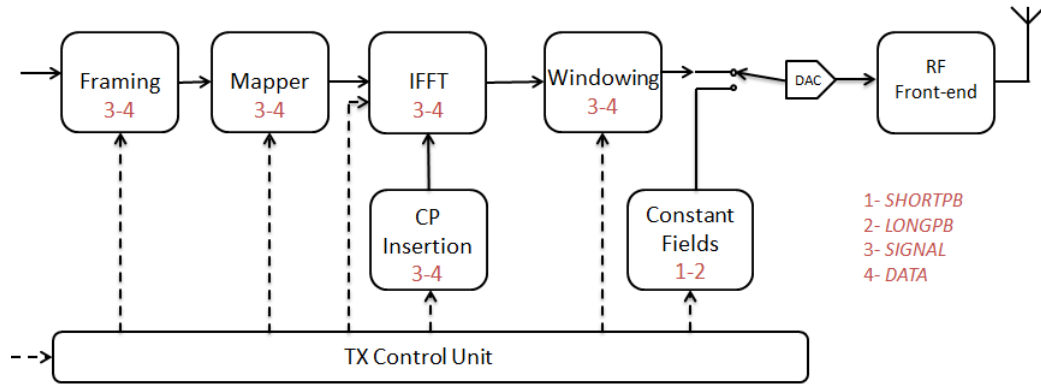 Framing
3-4
Mapper
3-4
IFFT
3-4
Windowing
3-4
DAC
RF
Front-end
CP
Insertion
3-4
Constant
Fields
1-2
1- SHORTPB
2- LONGPB
3- SIGNAL
4- DATA
TX Control Unit